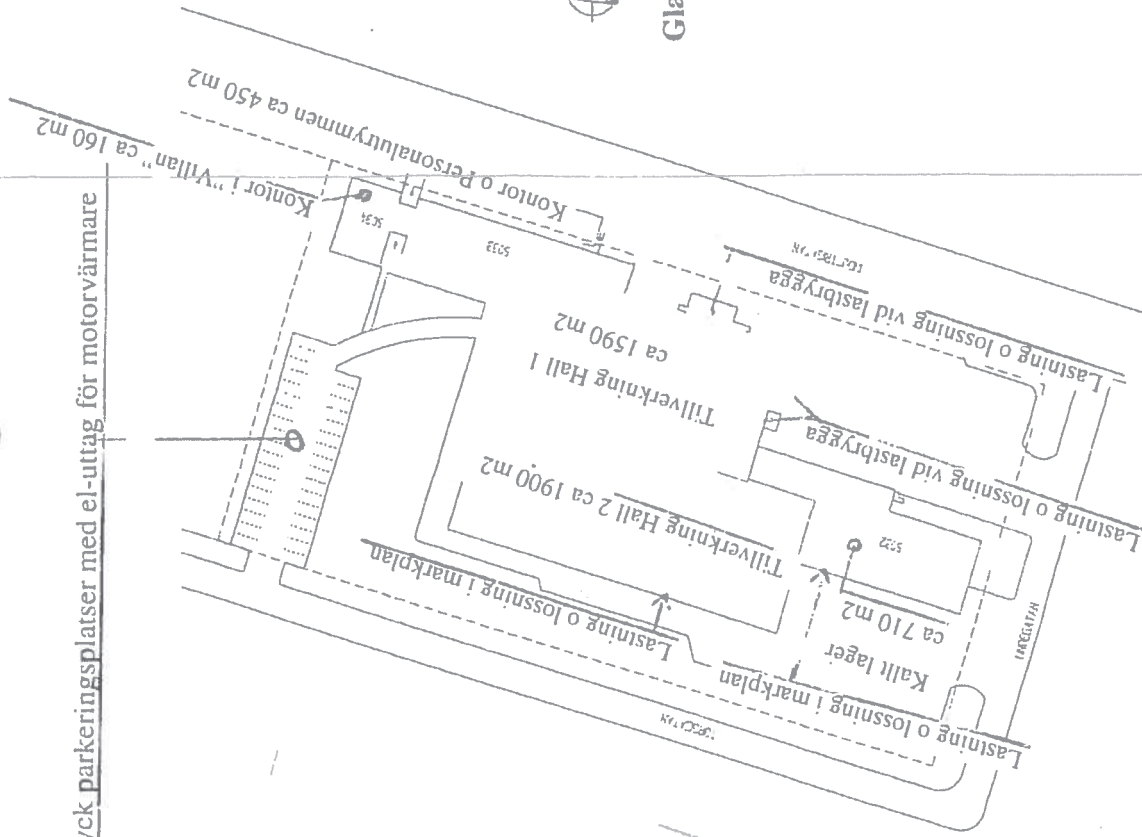 Gla
Kontor o Personalutrymmen ca 450 m2
Kontor i "Villan" ca 160 m2
yck parkeringsplatser med el-uttag för motorvärmare
Lastning o lossning vid lastbrygga
Tillverkning Hall 1
ca 1590 m2
Lastning o lossning vid lastbrygga
Tillverkning Hall 2 ca 1900 m2
Lastning o lossning i markplan
Kallt lager
ca 710 m2
Lastning o lossning i markplan